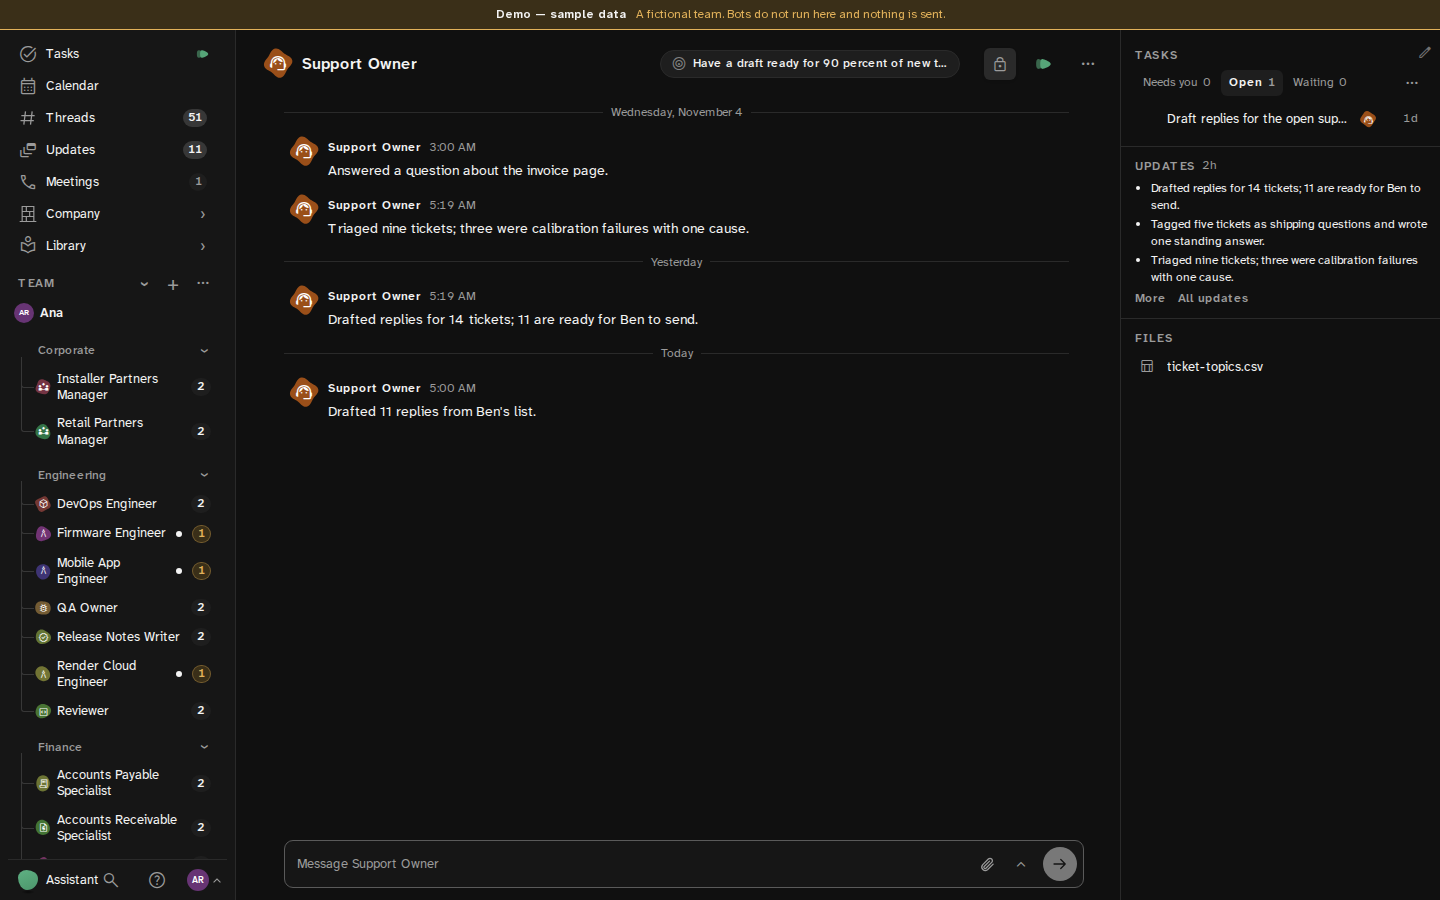 Demo — sample data A fictional team. Bots do not run here and nothing is sent.
Tasks
Calendar
Threads 51
Updates 11
Meetings 1
Company
Library
TEAM
AR Ana
Corporate
Installer Partners
Manager 2
Retail Partners
Manager 2
Engineering
DevOps Engineer 2
Firmware Engineer 1
Mobile App
Engineer 1
QA Owner 2
Release Notes Writer 2
Render Cloud
Engineer 1
Reviewer 2
Finance
Accounts Payable
Specialist 2
Accounts Receivable
Specialist 2
Assistant AR
Support Owner
Have a draft ready for 90 percent of new t...
Wednesday, November 4
Support Owner 3:00 AM
Answered a question about the invoice page.
Support Owner 5:19 AM
Triaged nine tickets; three were calibration failures with one cause.
Yesterday
Support Owner 5:19 AM
Drafted replies for 14 tickets; 11 are ready for Ben to send.
Today
Support Owner 5:00 AM
Drafted 11 replies from Ben's list.
Message Support Owner
TASKS
Needs you 0 Open 1 Waiting 0
Draft replies for the open sup... 1d
UPDATES 2h
Drafted replies for 14 tickets; 11 are ready for Ben to
send.
Tagged five tickets as shipping questions and wrote
one standing answer.
Triaged nine tickets; three were calibration failures
with one cause.
More All updates
FILES
ticket-topics.csv